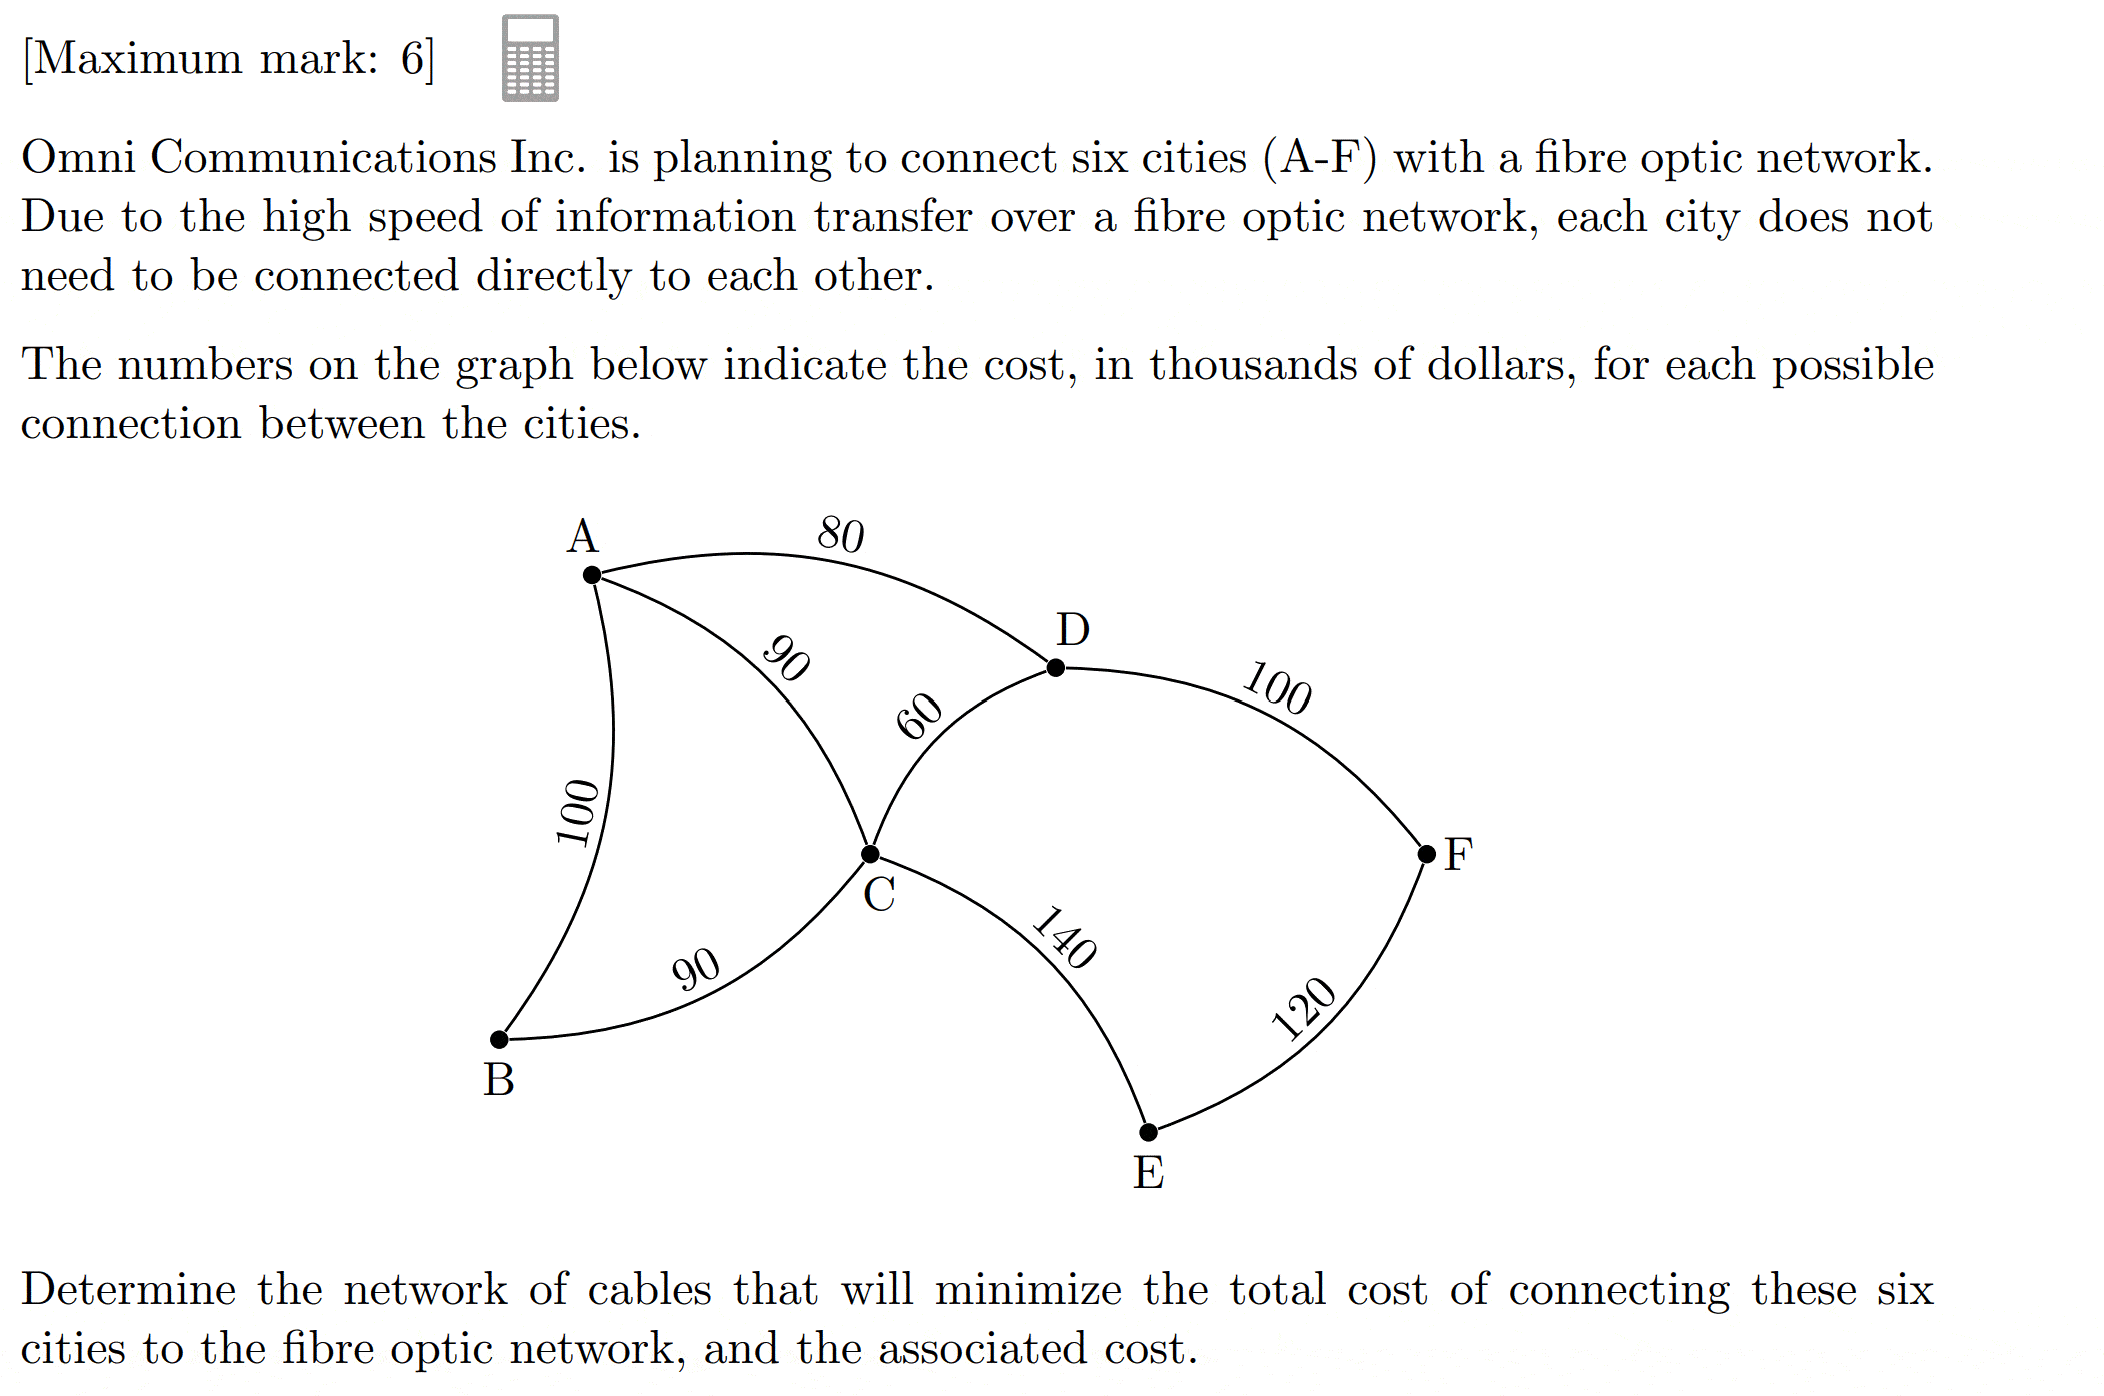 [Maximum mark: 6]
Omni Communications Inc. is planning to connect six cities (A-F) with a fibre optic network.
Due to the high speed of information transfer over a fibre optic network, each city does not
need to be connected directly to each other.
The numbers on the graph below indicate the cost, in thousands of dollars, for each possible
connection between the cities.
80
A
D
90
100
60
100
F
C
140
90
120
B
E
Determine the network of cables that will minimize the total cost of connecting these six
cities to the fibre optic network, and the associated cost.